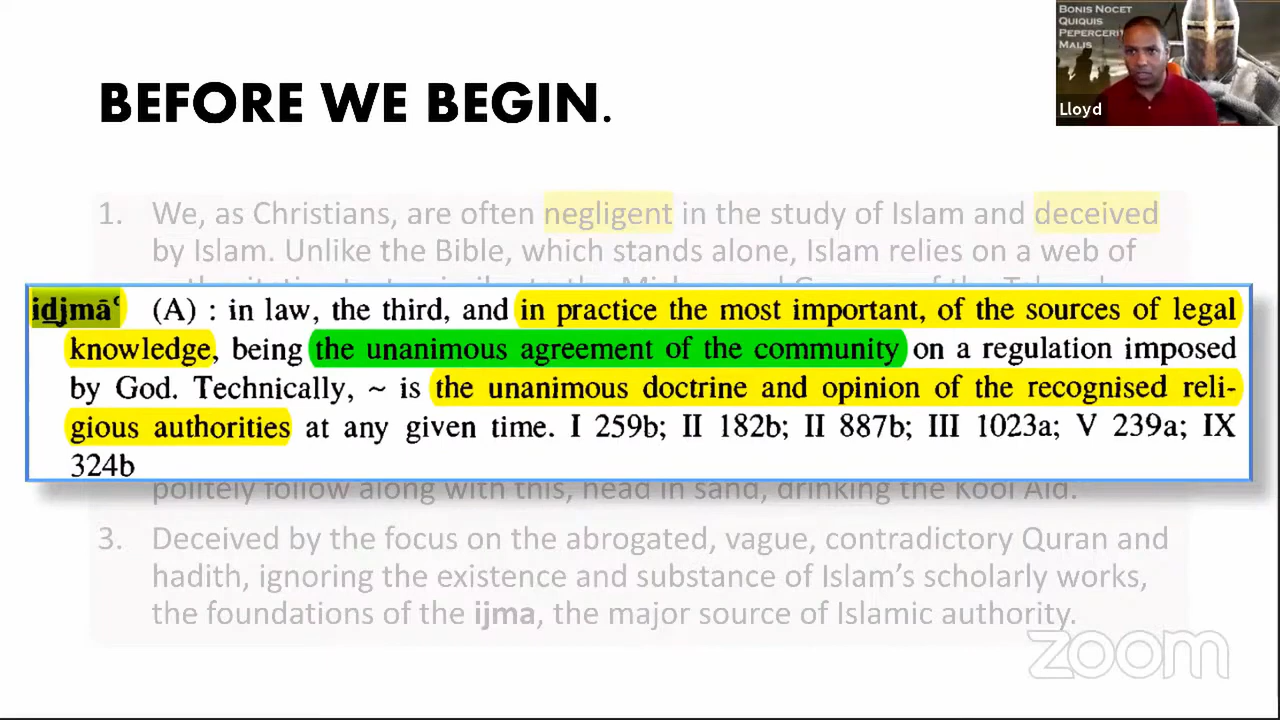 BONIS NOCET
QUIQUIS
PEPERCERIT
MALIS
Lloyd
BEFORE WE BEGIN.
1. We, as Christians, are often negligent in the study of Islam and deceived
by Islam. Unlike the Bible, which stands alone, Islam relies on a web of
idjmāʿ (A) : in law, the third, and in practice the most important, of the sources of legal
knowledge, being the unanimous agreement of the community on a regulation imposed
by God. Technically, ~ is the unanimous doctrine and opinion of the recognised reli-
gious authorities at any given time. I 259b; II 182b; II 887b; III 1023a; V 239a; IX
324b
politely follow along with this, head in sand, drinking the Kool Aid.
3. Deceived by the focus on the abrogated, vague, contradictory Quran and
hadith, ignoring the existence and substance of Islam's scholarly works,
the foundations of the ijma, the major source of Islamic authority.
zoom